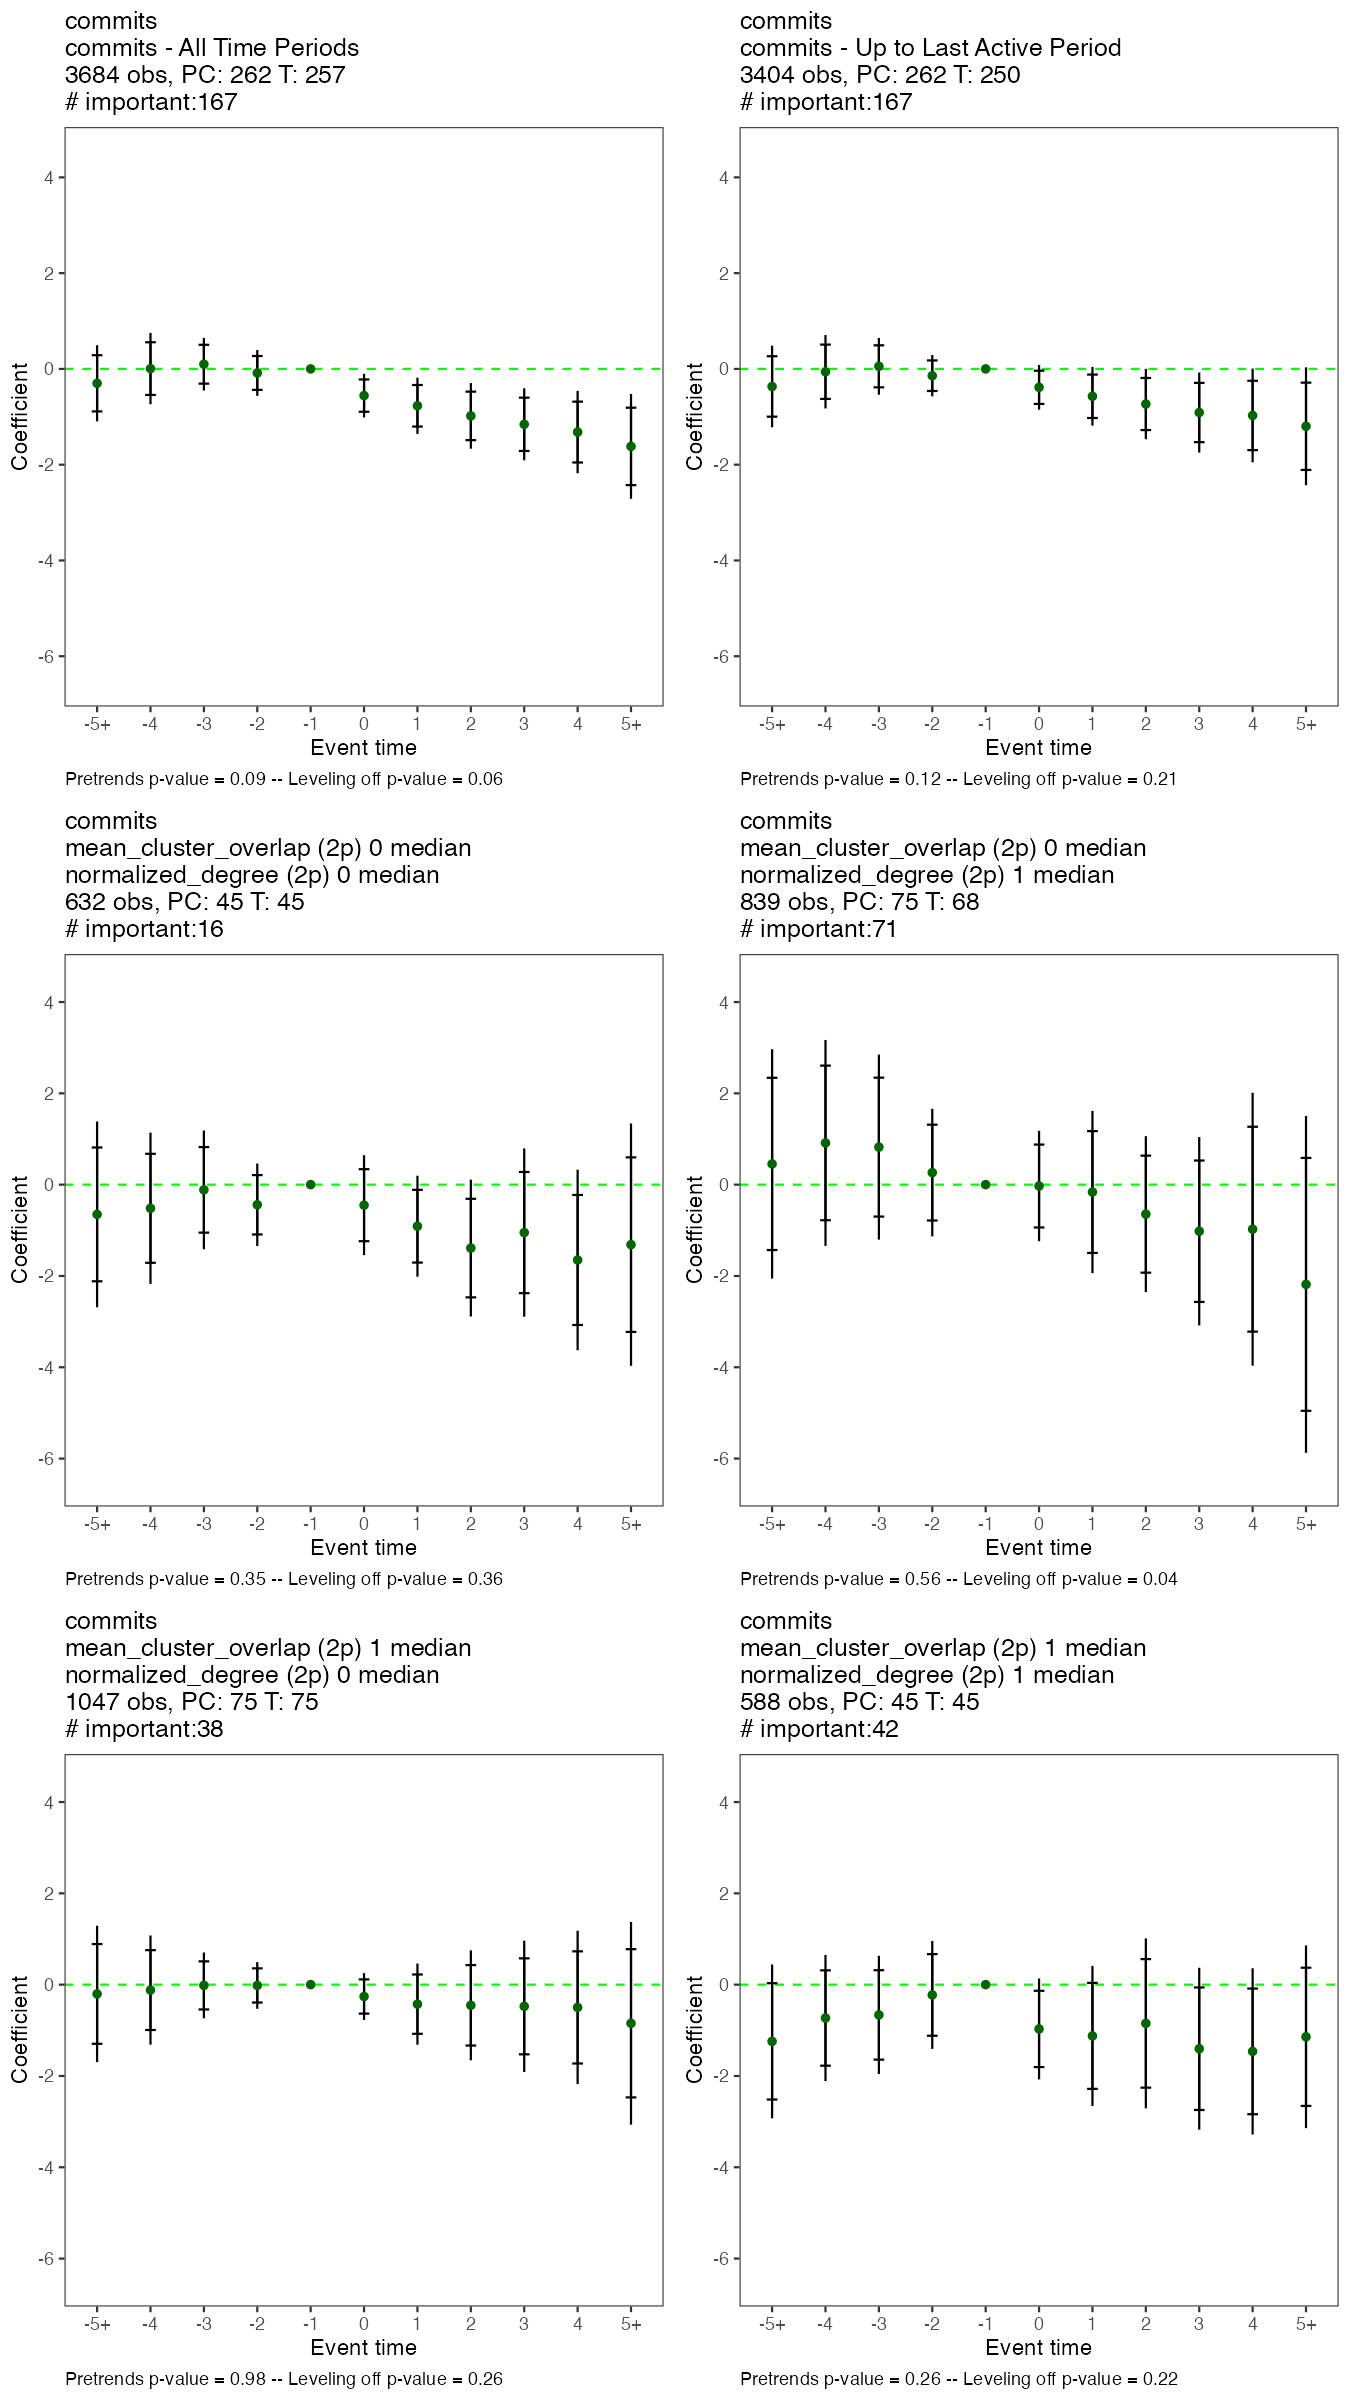 commits
commits - All Time Periods
3684 obs, PC: 262 T: 257
# important:167
4
2
0
-2
-4
-6
Coefficient
-5+ -4 -3 -2 -1 0 1 2 3 4 5+
Event time
Pretrends p-value = 0.09 -- Leveling off p-value = 0.06
commits
commits - Up to Last Active Period
3404 obs, PC: 262 T: 250
# important:167
4
2
0
-2
-4
-6
Coefficient
-5+ -4 -3 -2 -1 0 1 2 3 4 5+
Event time
Pretrends p-value = 0.12 -- Leveling off p-value = 0.21
commits
mean_cluster_overlap (2p) 0 median
normalized_degree (2p) 0 median
632 obs, PC: 45 T: 45
# important:16
4
2
0
-2
-4
-6
Coefficient
-5+ -4 -3 -2 -1 0 1 2 3 4 5+
Event time
Pretrends p-value = 0.35 -- Leveling off p-value = 0.36
commits
mean_cluster_overlap (2p) 0 median
normalized_degree (2p) 1 median
839 obs, PC: 75 T: 68
# important:71
4
2
0
-2
-4
-6
Coefficient
-5+ -4 -3 -2 -1 0 1 2 3 4 5+
Event time
Pretrends p-value = 0.56 -- Leveling off p-value = 0.04
commits
mean_cluster_overlap (2p) 1 median
normalized_degree (2p) 0 median
1047 obs, PC: 75 T: 75
# important:38
4
2
0
-2
-4
-6
Coefficient
-5+ -4 -3 -2 -1 0 1 2 3 4 5+
Event time
Pretrends p-value = 0.98 -- Leveling off p-value = 0.26
commits
mean_cluster_overlap (2p) 1 median
normalized_degree (2p) 1 median
588 obs, PC: 45 T: 45
# important:42
4
2
0
-2
-4
-6
Coefficient
-5+ -4 -3 -2 -1 0 1 2 3 4 5+
Event time
Pretrends p-value = 0.26 -- Leveling off p-value = 0.22